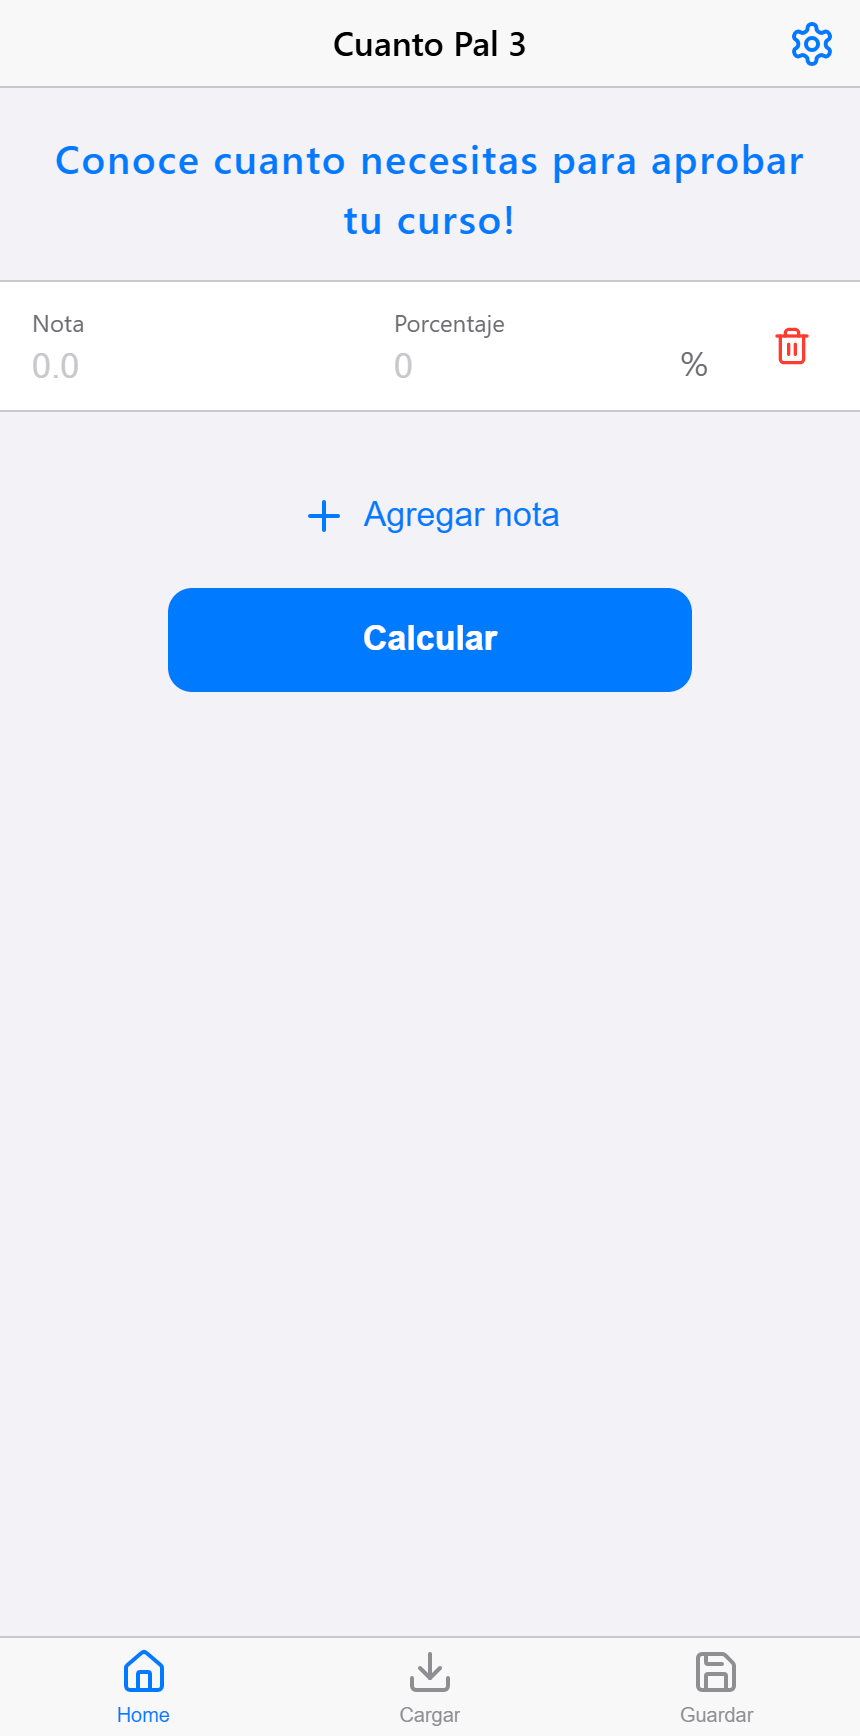 Cuanto Pal 3
Conoce cuanto necesitas para aprobar
tu curso!
Nota
Porcentaje
0.0
0
%
Agregar nota
Calcular
Home
Cargar
Guardar